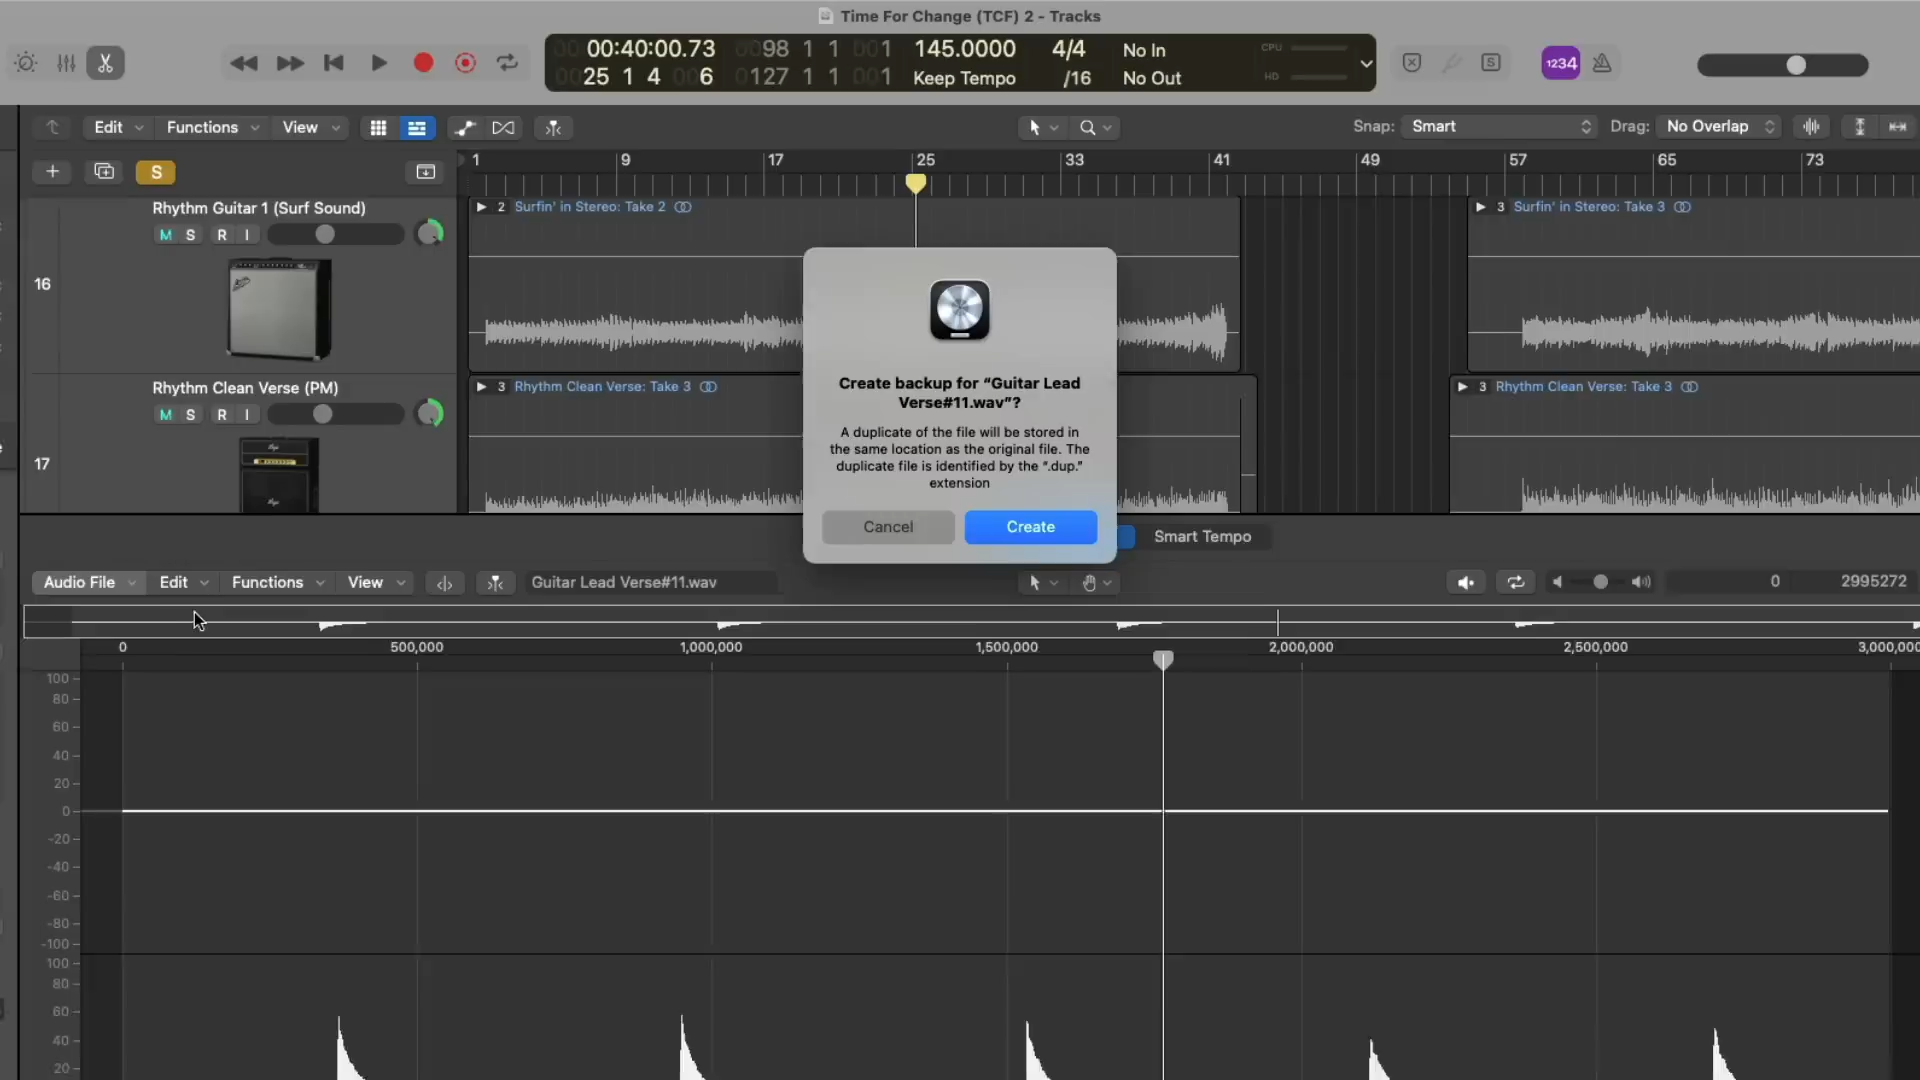 Time For Change (TCF) 2 - Tracks
00:40:00.73 98 1 1 1 145.0000 4/4 No In CPU
25 1 4 6 127 1 1 1 Keep Tempo /16 No Out HD
1234
Edit Functions View Snap: Smart Drag: No Overlap
S 1 9 17 25 33 41 49 57 65 73
Rhythm Guitar 1 (Surf Sound) 2 Surfin' in Stereo: Take 2 3 Surfin' in Stereo: Take 3
M S R I
16
Rhythm Clean Verse (PM) 3 Rhythm Clean Verse: Take 3 3 Rhythm Clean Verse: Take 3
M S R I
17
Create backup for “Guitar Lead
Verse#11.wav”?
A duplicate of the file will be stored in
the same location as the original file. The
duplicate file is identified by the ".dup."
extension
Cancel Create
Smart Tempo
Audio File Edit Functions View Guitar Lead Verse#11.wav 0 2995272
0 500,000 1,000,000 1,500,000 2,000,000 2,500,000 3,000,000
100
80
60
40
20
0
-20
-40
-60
-80
-100
100
80
60
40
20